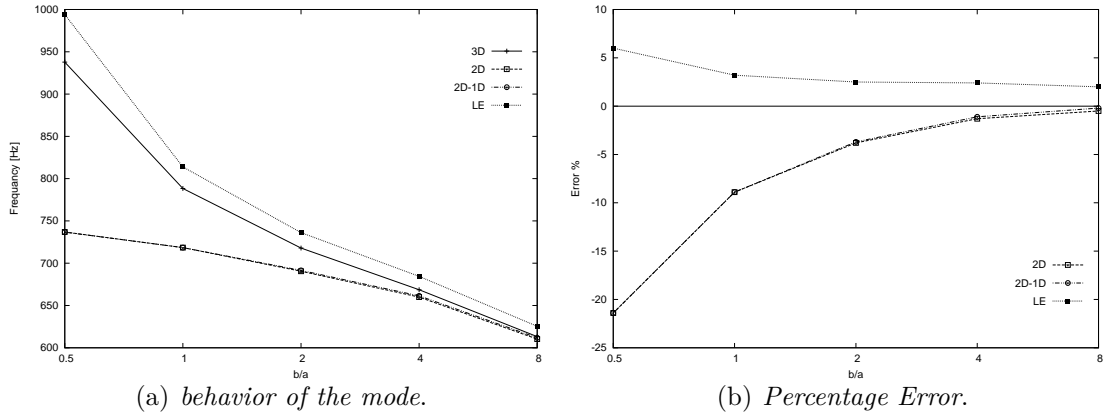 1000
950
900
850
800
750
700
650
600
Frequancy [Hz]
0.5 1 2 4 8
b/a
3D
2D
2D-1D
LE
(a) behavior of the mode.
10
5
0
-5
-10
-15
-20
-25
Error %
0.5 1 2 4 8
b/a
2D
2D-1D
LE
(b) Percentage Error.